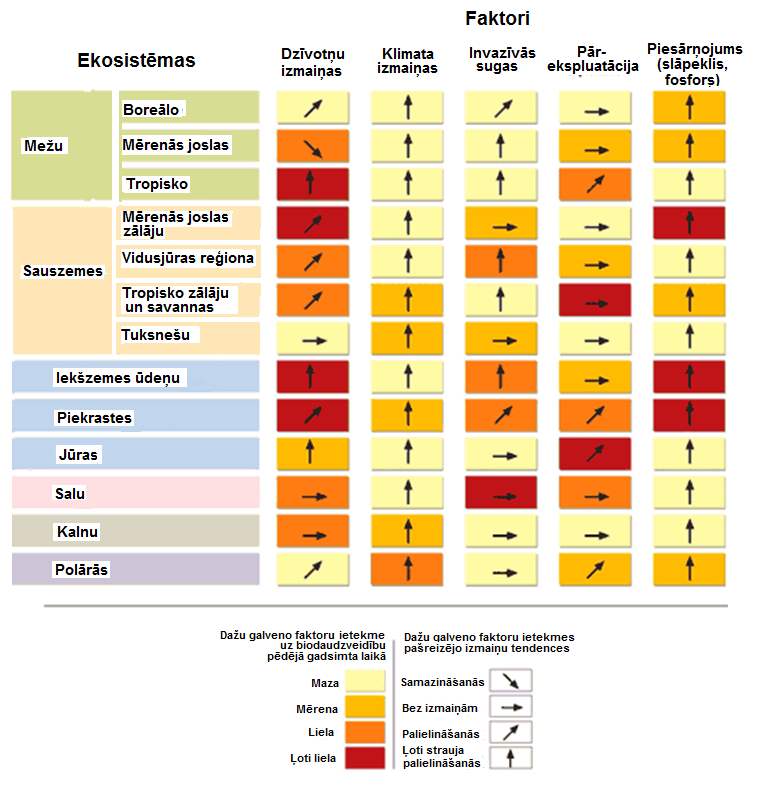 Faktori
Ekosistēmas
Dzīvotņu
izmaiņas
Klimata
izmaiņas
Invazīvās
sugas
Pār-
ekspluatācija
Piesārņojums
(slāpeklis,
fosfors)
Mežu
Boreālo
Mērenās joslas
Tropisko
Sauszemes
Mērenās joslas
zālāju
Vidusjūras reģiona
Tropisko zālāju
un savannas
Tuksnešu
Iekšzemes ūdeņu
Piekrastes
Jūras
Salu
Kalnu
Polārās
Dažu galveno faktoru ietekme
uz biodaudzveidību
pēdējā gadsimta laikā
Maza
Mērena
Liela
Ļoti liela
Dažu galveno faktoru ietekmes
pašreizējo izmaiņu tendences
Samazināšanās
Bez izmaiņām
Palielināšanās
Ļoti strauja
palielināšanās